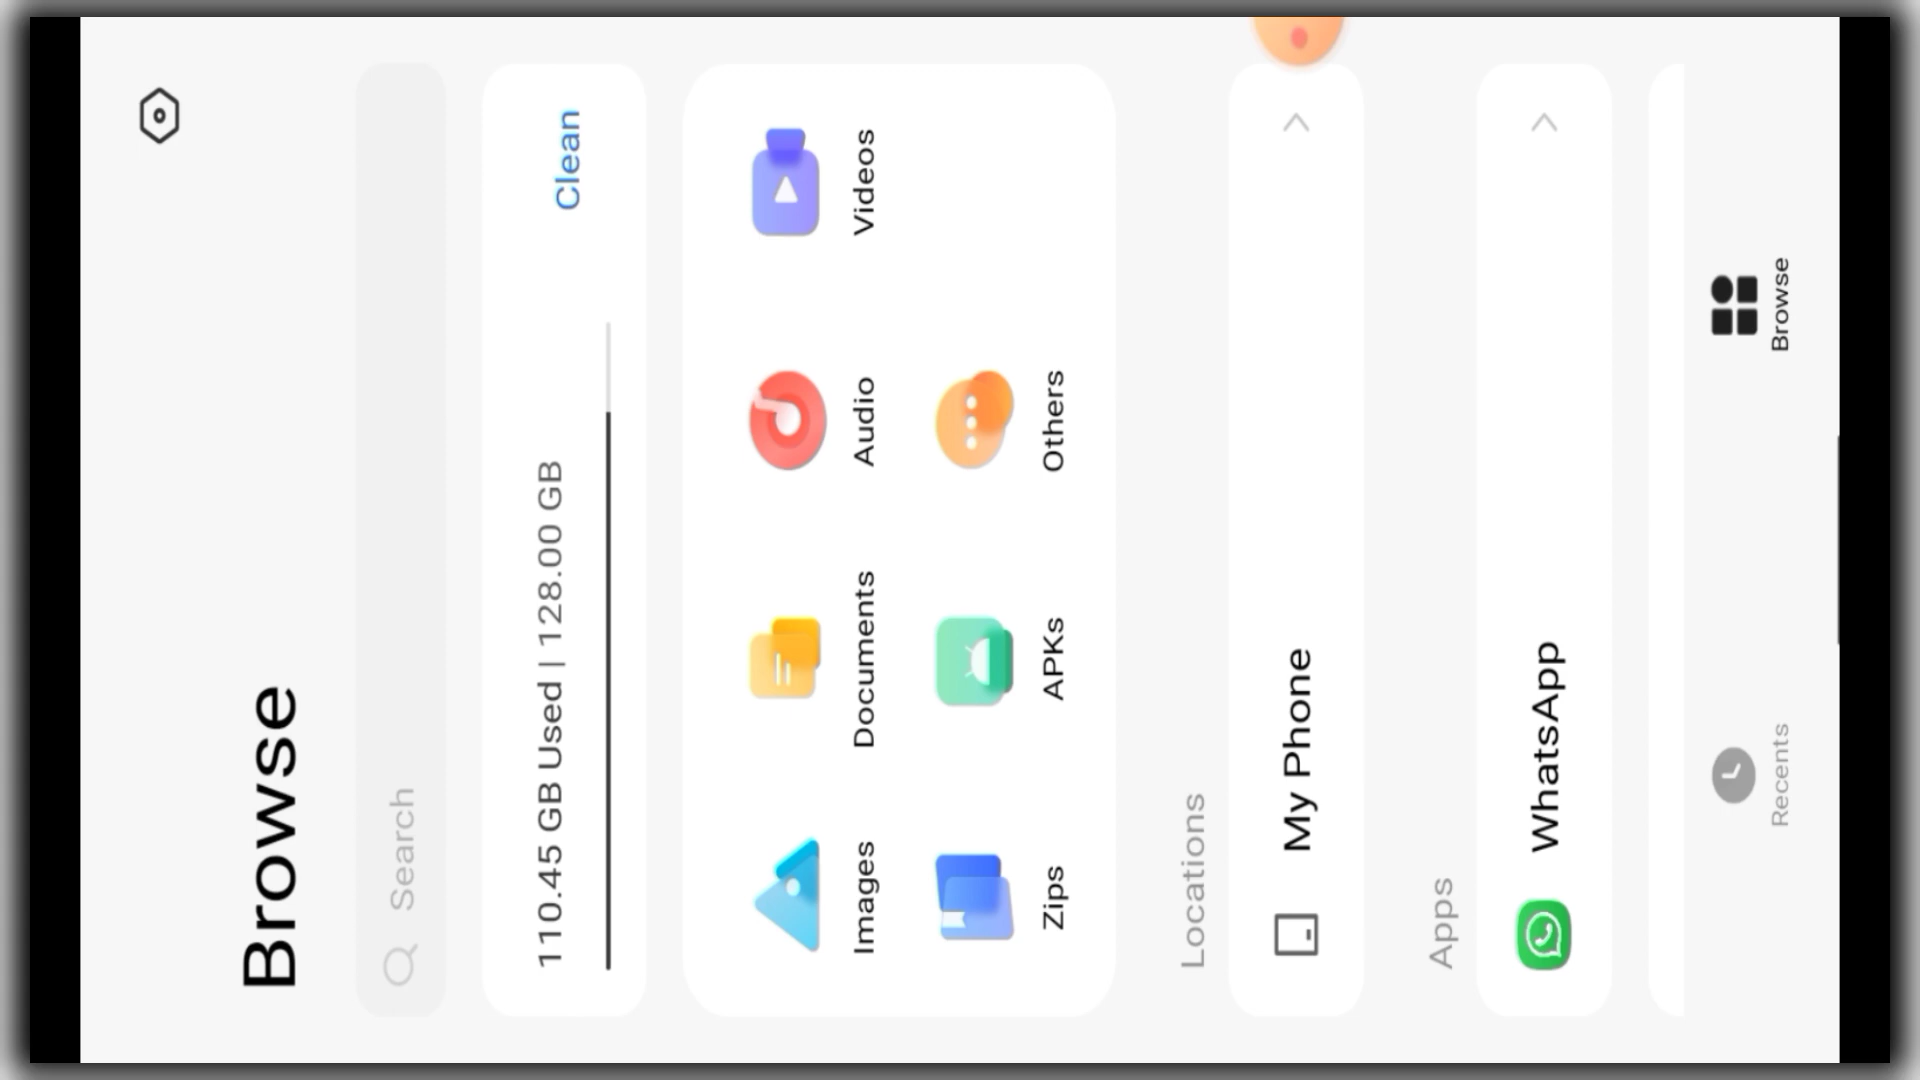 Browse
Search
110.45 GB Used | 128.00 GB
Clean
Images
Documents
Audio
Videos
Zips
APKs
Others
Locations
My Phone
Apps
WhatsApp
Recents
Browse